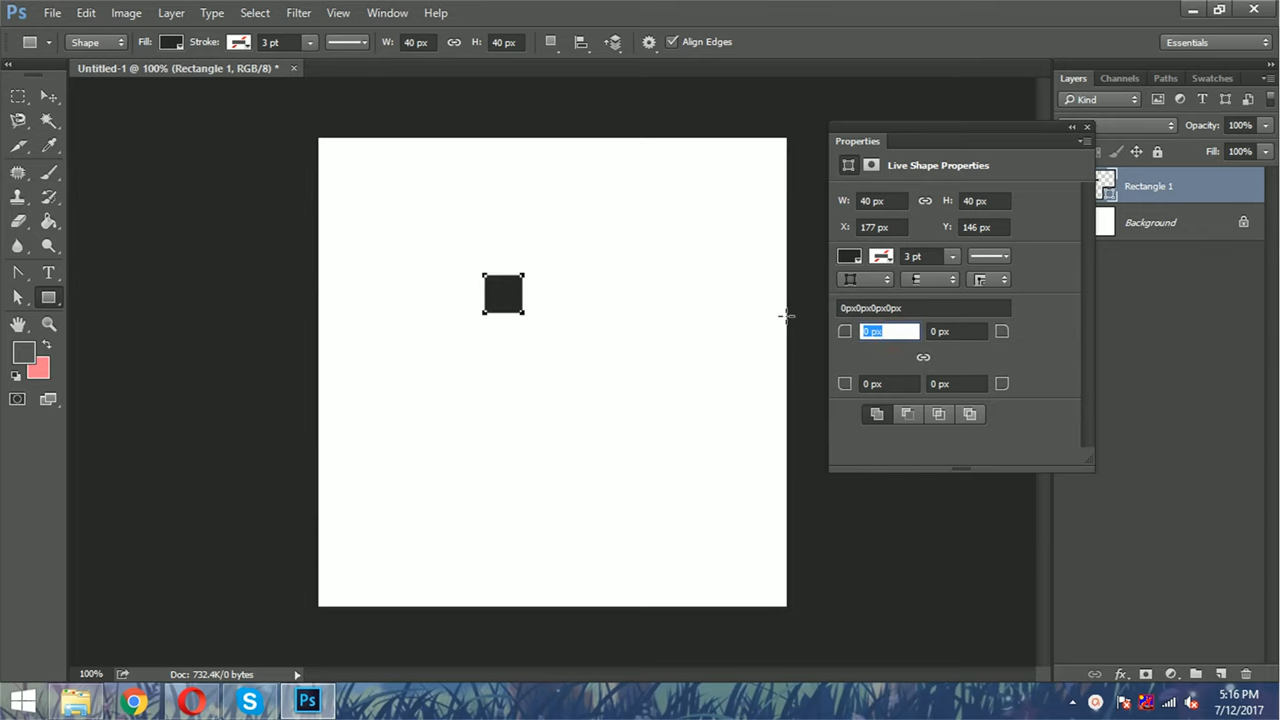 Ps File Edit Image Layer Type Select Filter View Window Help
Shape Fill: Stroke: 3 pt W: 40 px H: 40 px Align Edges Essentials
Untitled-1 @ 100% (Rectangle 1, RGB/8) * ×
Layers Channels Paths Swatches
Kind
Opacity: 100%
Fill: 100%
Rectangle 1
Background
Properties
Live Shape Properties
W: 40 px H: 40 px
X: 177 px Y: 146 px
3 pt
0px0px0px0px
0 px 0 px
0 px 0 px
T
100% Doc: 732.4K/0 bytes
fx
S Ps
5:16 PM
7/12/2017